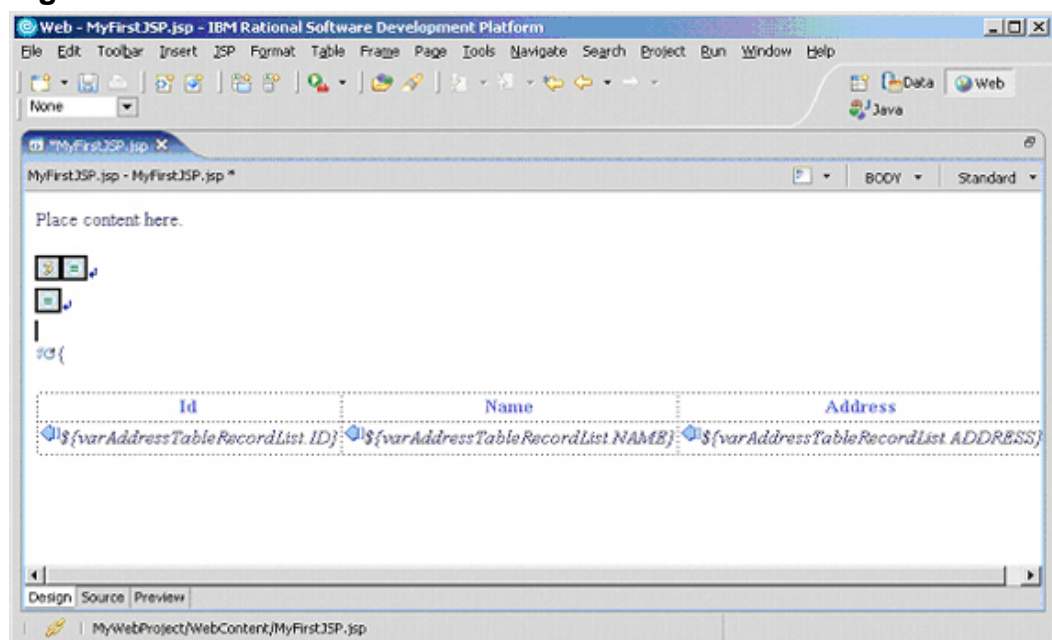 Web - MyFirstJSP.jsp - IBM Rational Software Development Platform
File Edit Toolbar Insert JSP Format Table Frame Page Tools Navigate Search Project Run Window Help
Data Web
None
Java
*MyFirstJSP.jsp
MyFirstJSP.jsp - MyFirstJSP.jsp *
BODY Standard
Place content here.
{
Id Name Address
${varAddressTableRecordList.ID} ${varAddressTableRecordList.NAME} ${varAddressTableRecordList.ADDRESS}
Design Source Preview
MyWebProject/WebContent/MyFirstJSP.jsp